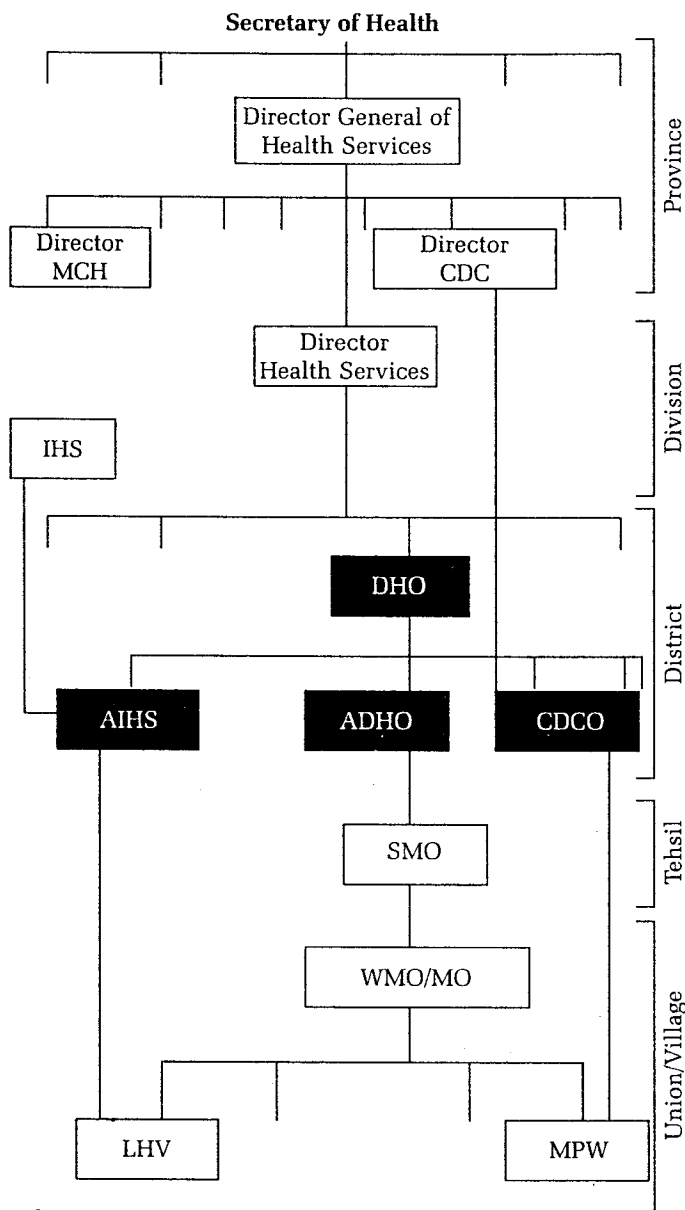 Secretary of Health
Director General of
Health Services
Province
Director
MCH
Director
CDC
Director
Health Services
Division
IHS
DHO
District
AIHS
ADHO
CDCO
SMO
Tehsil
WMO/MO
Union/Village
LHV
MPW